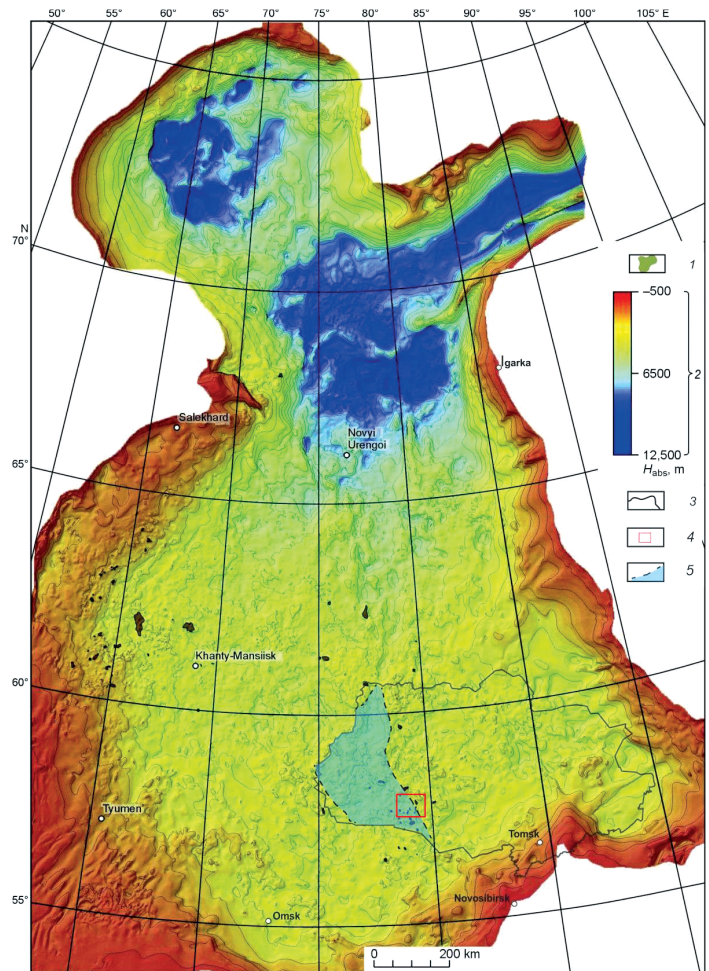 50° 55° 60° 65° 70° 75° 80° 85° 90° 95° 100° 105° E
N
70°
1
–500
6500
2
12,500
Habs, m
Igarka
Salekhard
Novyi
Urengoi
65°
3
4
5
Khanty-Mansiisk
60°
Tyumen'
Tomsk
55°
Novosibirsk
Omsk
0 200 km